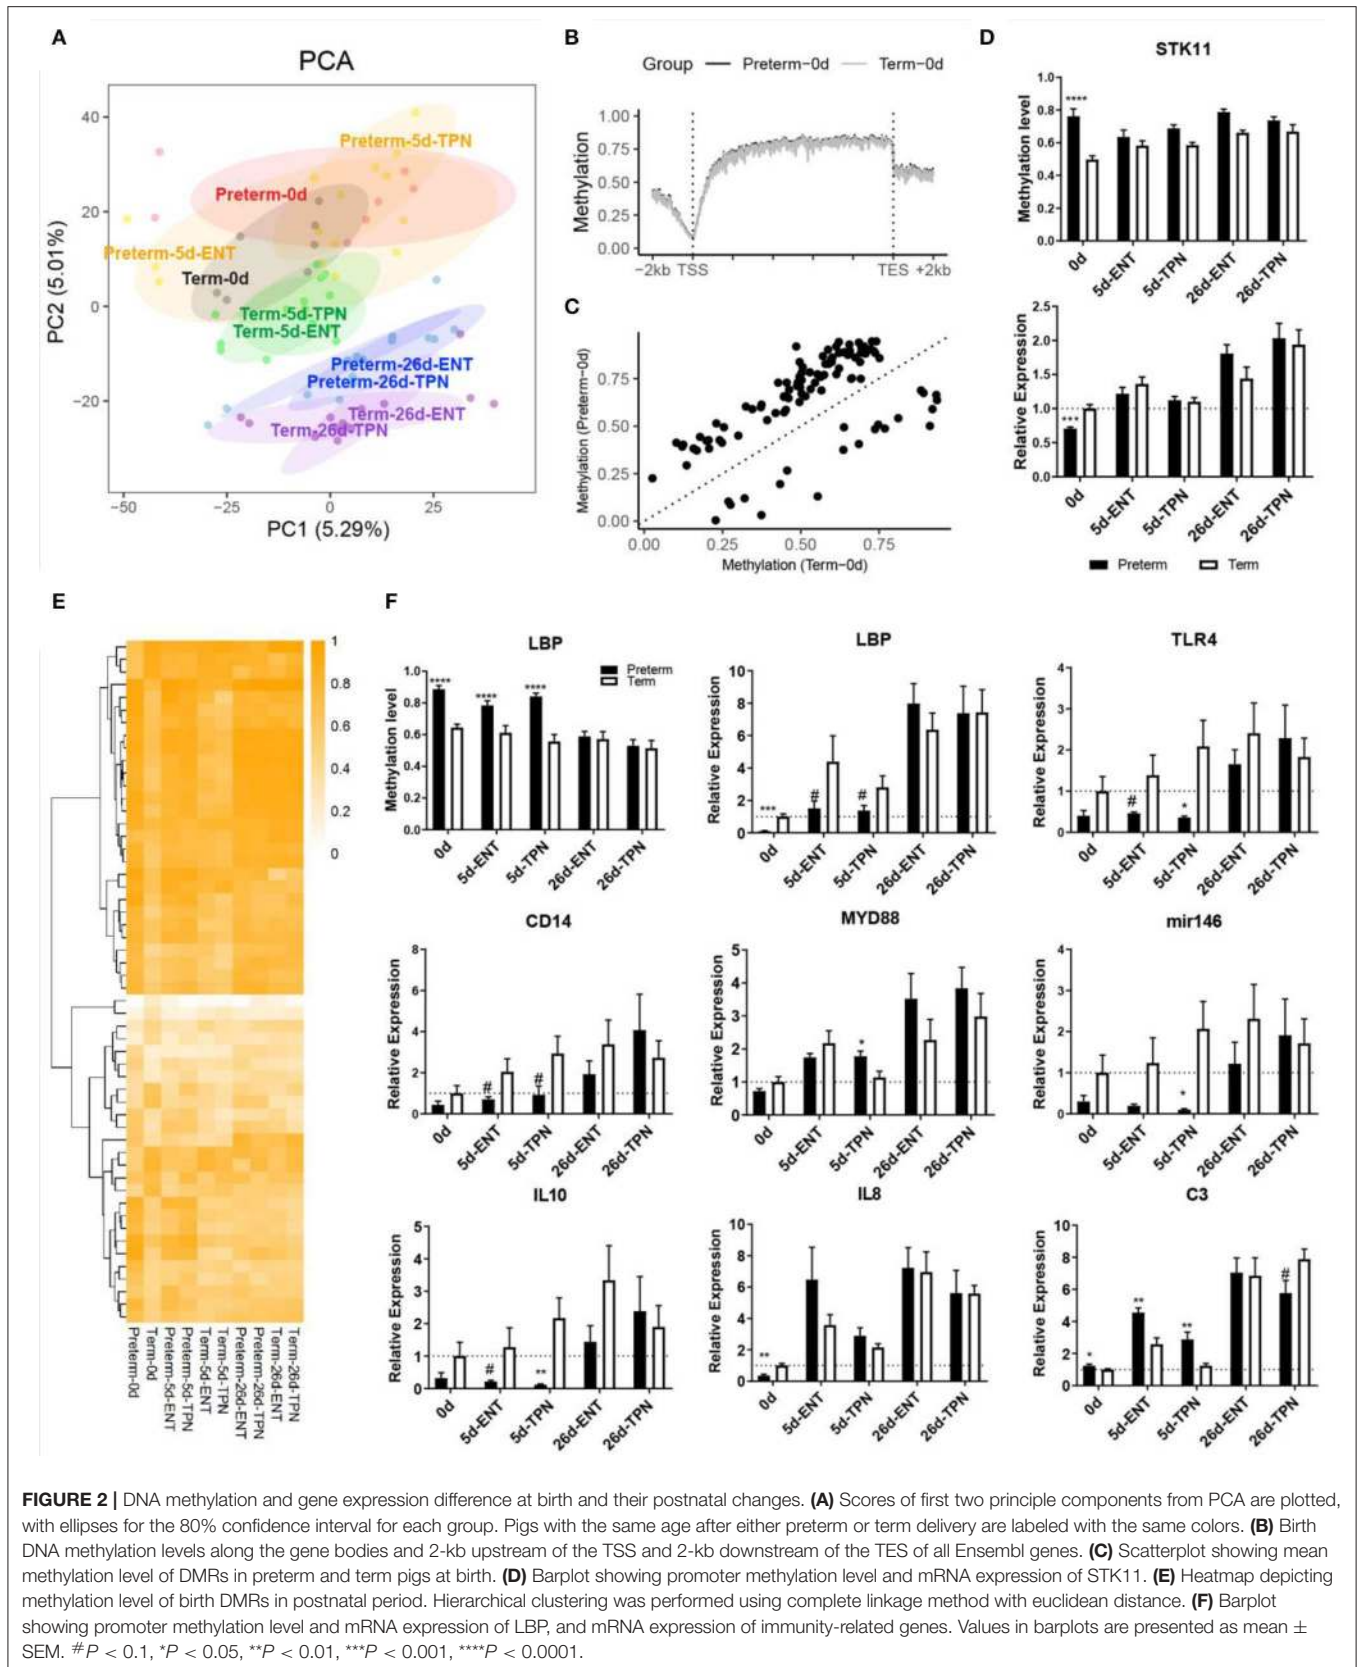 A
PCA
PC2 (5.01%)
40
20
0
−20
Preterm-5d-TPN
Preterm-0d
Preterm-5d-ENT
Term-0d
Term-5d-TPN
Term-5d-ENT
Preterm-26d-ENT
Preterm-26d-TPN
Term-26d-ENT
Term-26d-TPN
−50
−25
0
25
PC1 (5.29%)
B
Group
Preterm−0d
Term−0d
Methylation
1.00
0.75
0.50
0.25
0.00
−2kb
TSS
TES
+2kb
C
Methylation (Preterm−0d)
0.75
0.50
0.25
0.00
0.00
0.25
0.50
0.75
Methylation (Term−0d)
D
STK11
Methylation level
1.0
0.8
0.6
0.4
0.2
0.0
****
0d
5d-ENT
5d-TPN
26d-ENT
26d-TPN
Relative Expression
2.5
2.0
1.5
1.0
0.5
0.0
***
0d
5d-ENT
5d-TPN
26d-ENT
26d-TPN
Preterm
Term
E
1
0.8
0.6
0.4
0.2
0
Preterm-0d
Term-0d
Preterm-5d-ENT
Preterm-5d-TPN
Term-5d-ENT
Term-5d-TPN
Preterm-26d-ENT
Preterm-26d-TPN
Term-26d-ENT
Term-26d-TPN
F
LBP
Preterm
Term
Methylation level
1.0
0.8
0.6
0.4
0.2
0.0
****
****
****
0d
5d-ENT
5d-TPN
26d-ENT
26d-TPN
LBP
Relative Expression
10
8
6
4
2
0
***
#
#
0d
5d-ENT
5d-TPN
26d-ENT
26d-TPN
TLR4
Relative Expression
4
3
2
1
0
#
*
0d
5d-ENT
5d-TPN
26d-ENT
26d-TPN
CD14
Relative Expression
8
6
4
2
0
#
#
0d
5d-ENT
5d-TPN
26d-ENT
26d-TPN
MYD88
Relative Expression
5
4
3
2
1
0
*
0d
5d-ENT
5d-TPN
26d-ENT
26d-TPN
mir146
Relative Expression
4
3
2
1
0
*
0d
5d-ENT
5d-TPN
26d-ENT
26d-TPN
IL10
Relative Expression
5
4
3
2
1
0
#
**
0d
5d-ENT
5d-TPN
26d-ENT
26d-TPN
IL8
Relative Expression
10
8
6
4
2
0
**
0d
5d-ENT
5d-TPN
26d-ENT
26d-TPN
C3
Relative Expression
10
8
6
4
2
0
*
**
**
#
0d
5d-ENT
5d-TPN
26d-ENT
26d-TPN
FIGURE 2 | DNA methylation and gene expression difference at birth and their postnatal changes. (A) Scores of first two principle components from PCA are plotted,
with ellipses for the 80% confidence interval for each group. Pigs with the same age after either preterm or term delivery are labeled with the same colors. (B) Birth
DNA methylation levels along the gene bodies and 2-kb upstream of the TSS and 2-kb downstream of the TES of all Ensembl genes. (C) Scatterplot showing mean
methylation level of DMRs in preterm and term pigs at birth. (D) Barplot showing promoter methylation level and mRNA expression of STK11. (E) Heatmap depicting
methylation level of birth DMRs in postnatal period. Hierarchical clustering was performed using complete linkage method with euclidean distance. (F) Barplot
showing promoter methylation level and mRNA expression of LBP, and mRNA expression of immunity-related genes. Values in barplots are presented as mean ±
SEM. #P < 0.1, *P < 0.05, **P < 0.01, ***P < 0.001, ****P < 0.0001.